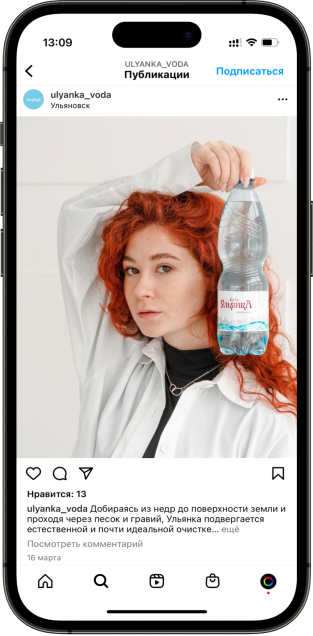 13:09
ULYANKA_VODA
Публикации
Подписаться
ulyanka_voda
Ульяновск
УльянкА
Нравится: 13
ulyanka_voda Добираясь из недр до поверхности земли и
проходя через песок и гравий, Ульянка подвергается
естественной и почти идеальной очистке... ещё
Посмотреть комментарий
16 марта